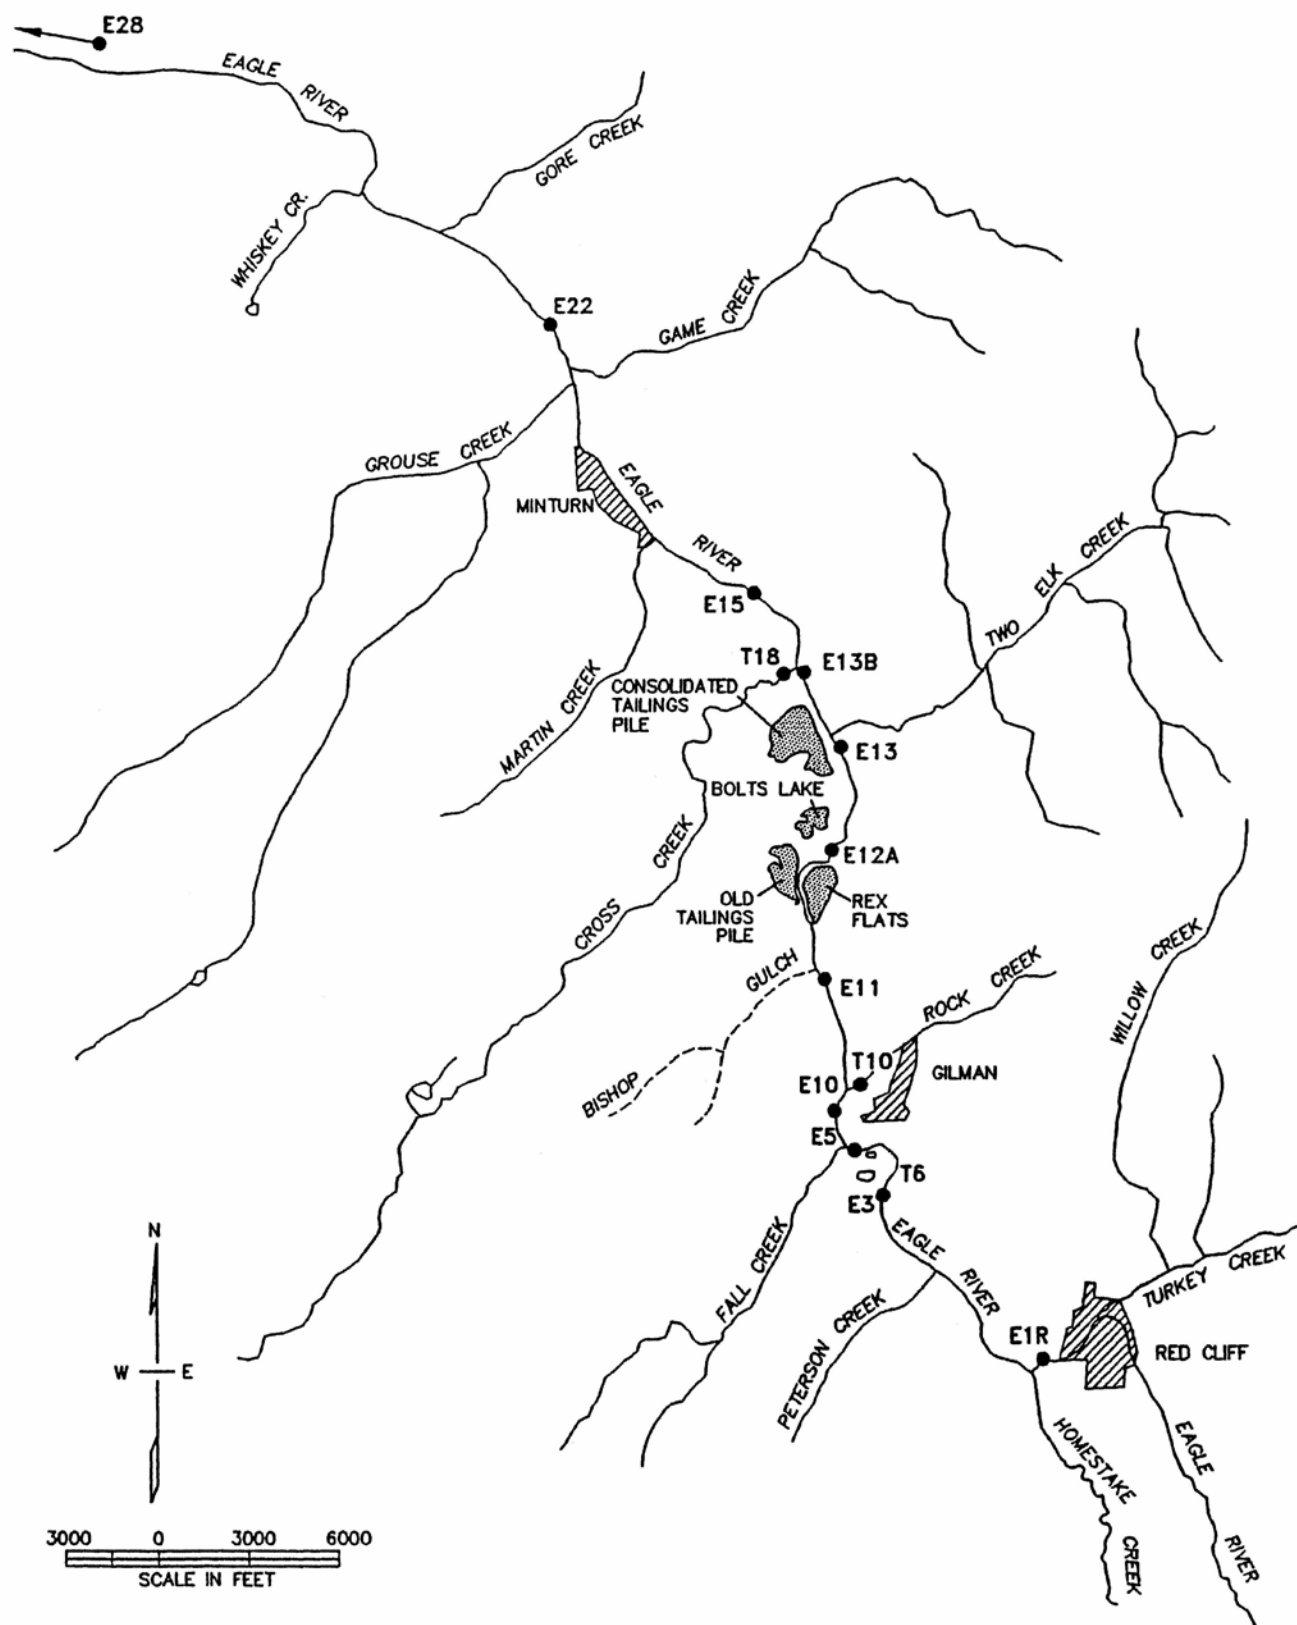 E28
EAGLE
RIVER
GORE CREEK
WHISKEY CR.
E22
GAME CREEK
GROUSE CREEK
MINTURN
EAGLE
RIVER
E15
TWO ELK CREEK
T18
E13B
CONSOLIDATED
TAILINGS
PILE
MARTIN CREEK
E13
BOLTS LAKE
CROSS CREEK
E12A
OLD
TAILINGS
PILE
REX
FLATS
WILLOW CREEK
BISHOP GULCH
E11
ROCK CREEK
T10
GILMAN
E10
E5
T6
E3
EAGLE
RIVER
FALL CREEK
PETERSON CREEK
TURKEY CREEK
E1R
RED CLIFF
HOMESTAKE
CREEK
EAGLE
RIVER
N
W E
3000 0 3000 6000
SCALE IN FEET